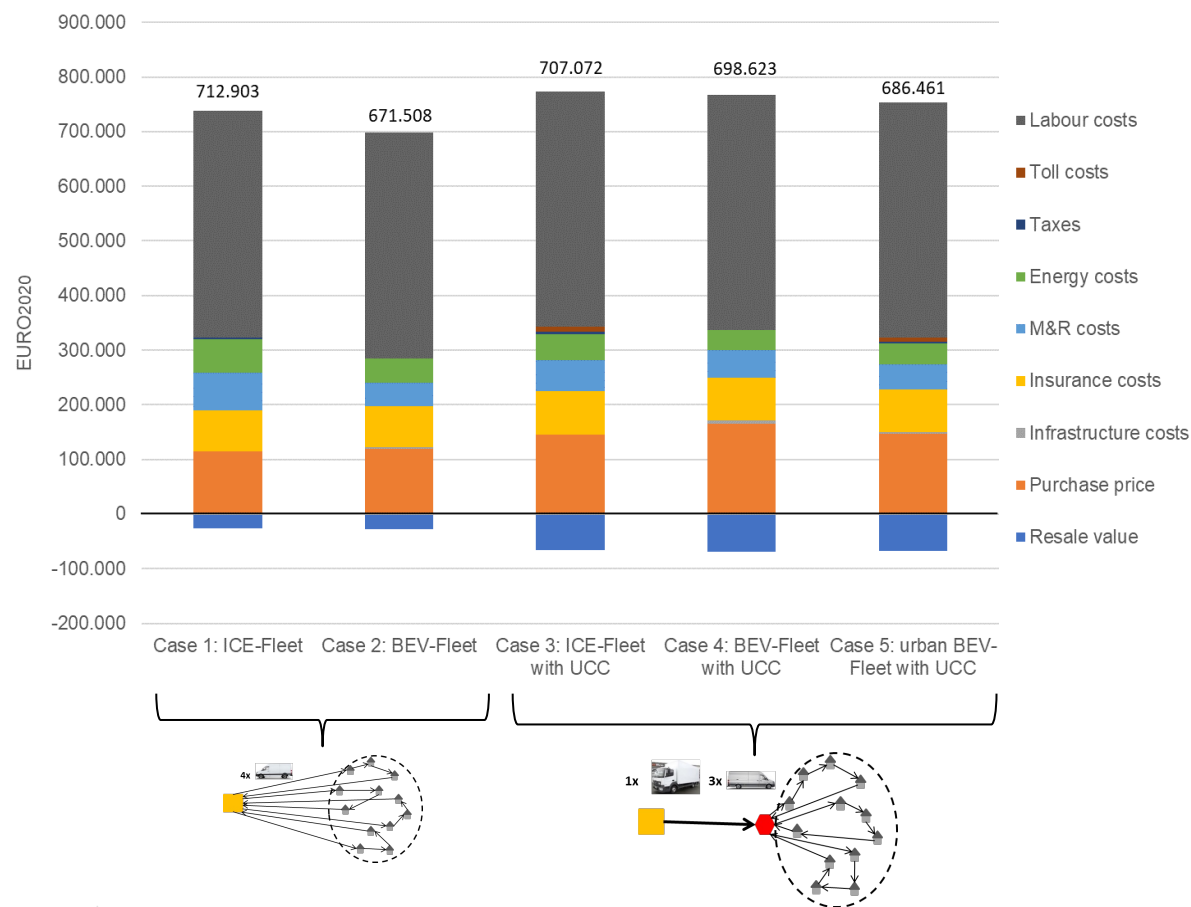 900.000
800.000
700.000
600.000
500.000
400.000
300.000
200.000
100.000
0
-100.000
-200.000
EURO2020
712.903
671.508
707.072
698.623
686.461
Labour costs
Toll costs
Taxes
Energy costs
M&R costs
Insurance costs
Infrastructure costs
Purchase price
Resale value
Case 1: ICE-Fleet
Case 2: BEV-Fleet
Case 3: ICE-Fleet
with UCC
Case 4: BEV-Fleet
with UCC
Case 5: urban BEV-
Fleet with UCC
4x
1x
3x